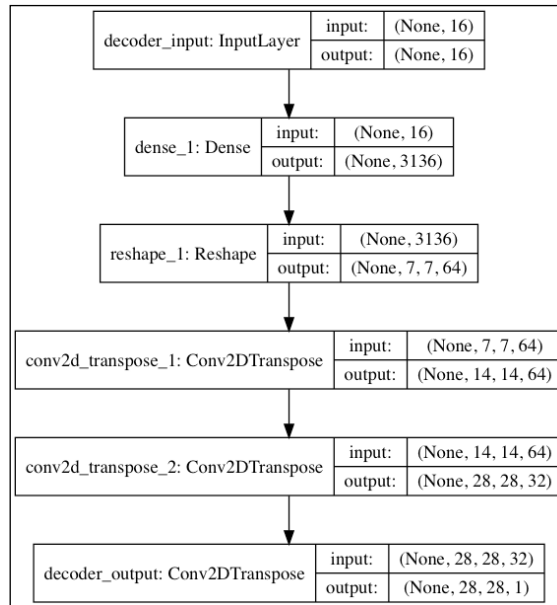 decoder_input: InputLayer
input: (None, 16)
output: (None, 16)
dense_1: Dense
input: (None, 16)
output: (None, 3136)
reshape_1: Reshape
input: (None, 3136)
output: (None, 7, 7, 64)
conv2d_transpose_1: Conv2DTranspose
input: (None, 7, 7, 64)
output: (None, 14, 14, 64)
conv2d_transpose_2: Conv2DTranspose
input: (None, 14, 14, 64)
output: (None, 28, 28, 32)
decoder_output: Conv2DTranspose
input: (None, 28, 28, 32)
output: (None, 28, 28, 1)